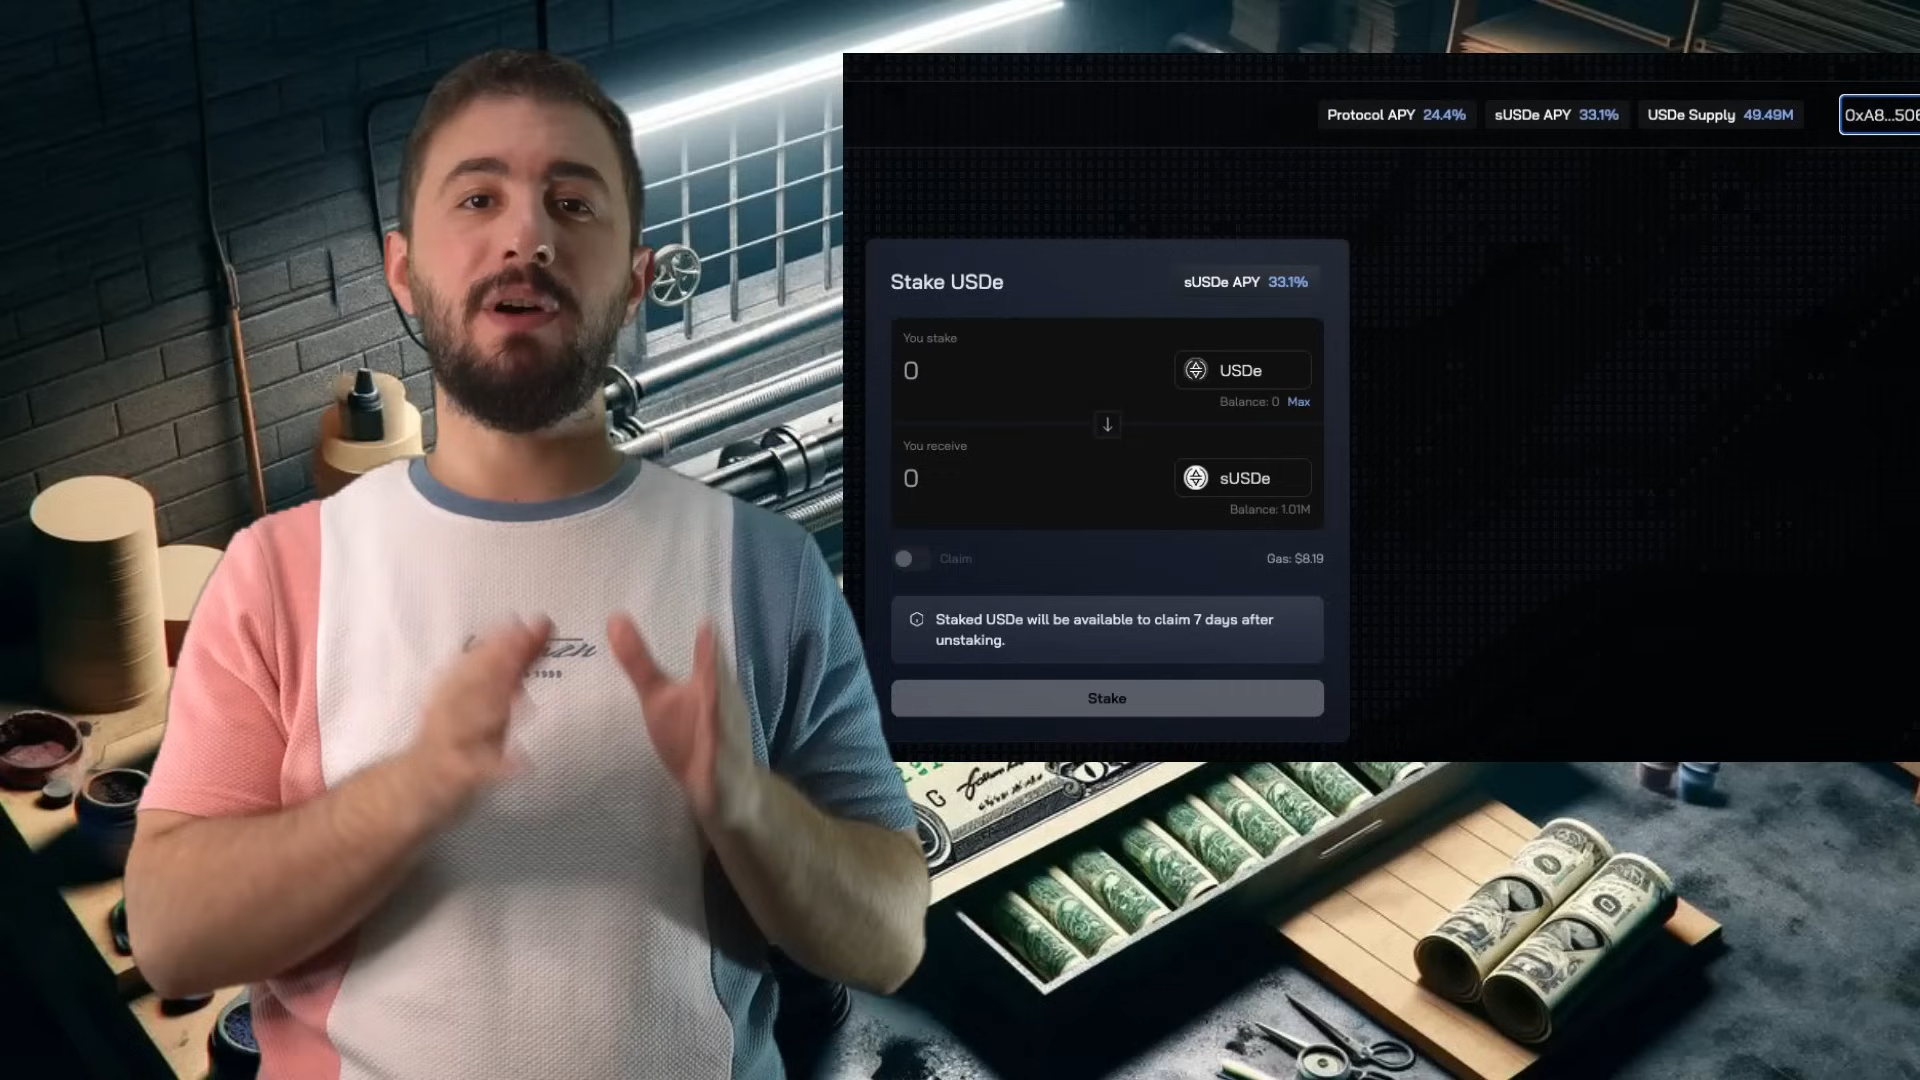 Protocol APY 24.4% sUSDe APY 33.1% USDe Supply 49.49M 0xA8...506
Stake USDe sUSDe APY 33.1%
You stake
0 USDe
Balance: 0 Max
You receive
0 sUSDe
Balance: 1.01M
Claim Gas: $8.19
Staked USDe will be available to claim 7 days after
unstaking.
Stake